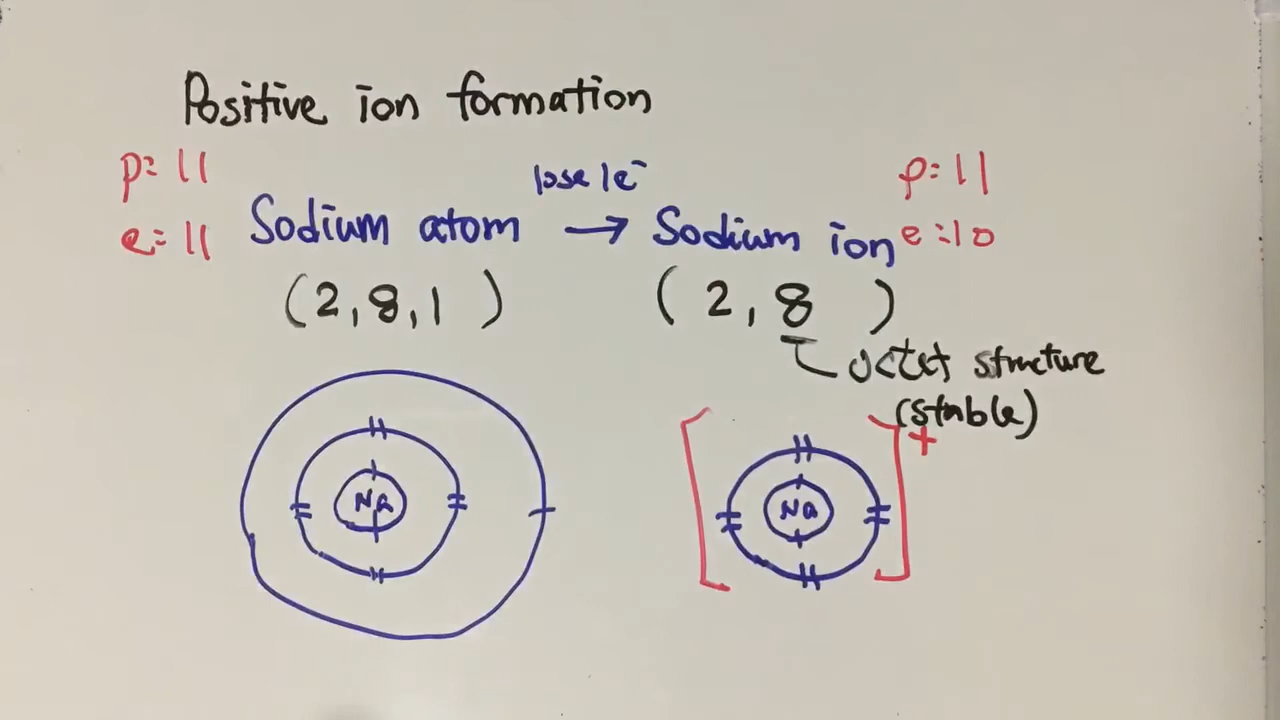 Positive ion formation
p= 11
lose 1e⁻
p=11
e= 11
Sodium atom → Sodium ion
e=10
(2,8,1)
(2,8)
octet structure
(stable)
+
Na
Na